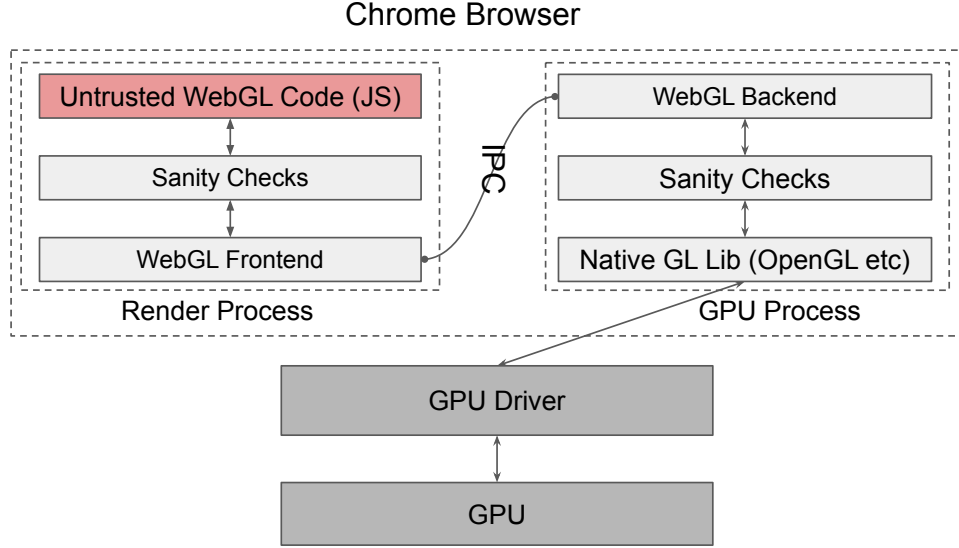 Chrome Browser
Untrusted WebGL Code (JS)
Sanity Checks
WebGL Frontend
Render Process
IPC
WebGL Backend
Sanity Checks
Native GL Lib (OpenGL etc)
GPU Process
GPU Driver
GPU